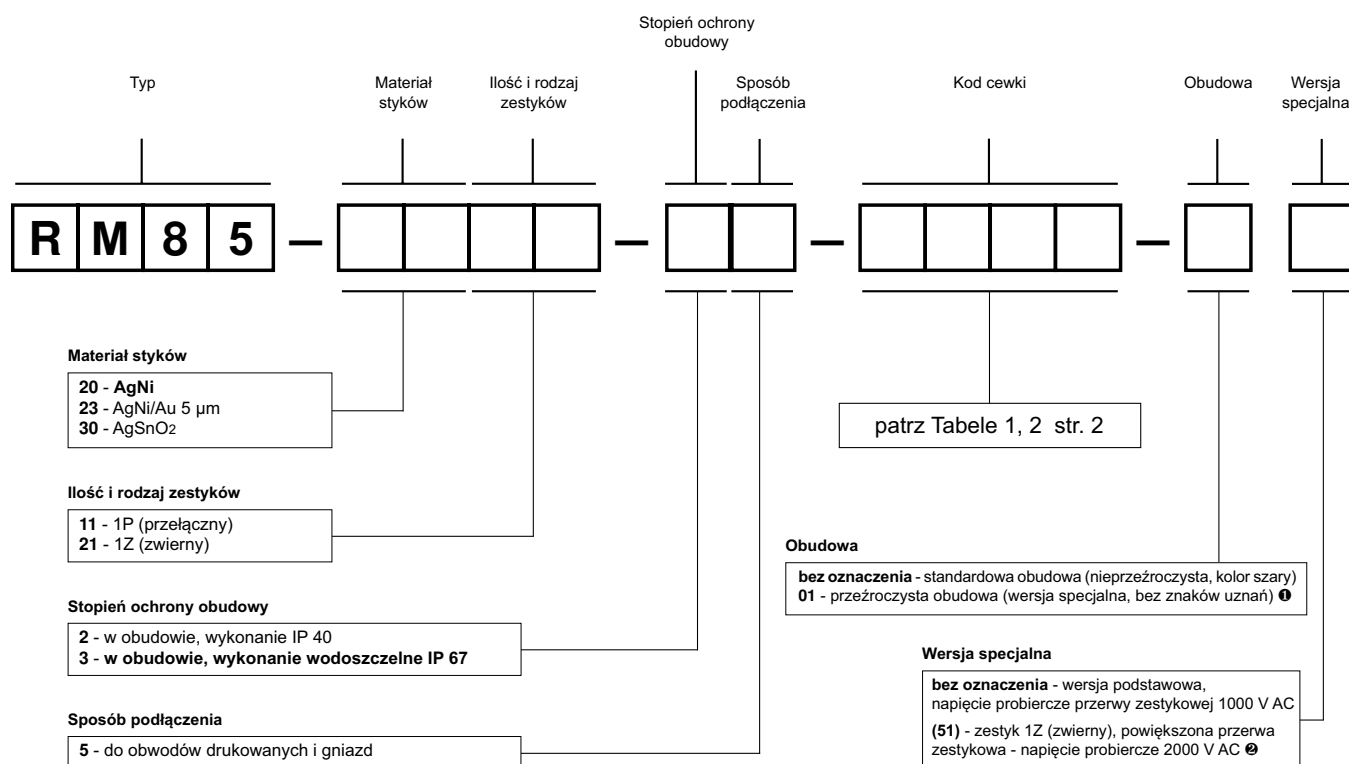 Stopień ochrony
obudowy
Typ
Materiał
styków
Ilość i rodzaj
zestyków
Sposób
podłączenia
Kod cewki
Obudowa
Wersja
specjalna
R M 8 5 – – – –
Materiał styków
20 - AgNi
23 - AgNi/Au 5 µm
30 - AgSnO2
patrz Tabele 1, 2 str. 2
Ilość i rodzaj zestyków
11 - 1P (przełączny)
21 - 1Z (zwierny)
Obudowa
bez oznaczenia - standardowa obudowa (nieprzeźroczysta, kolor szary)
01 - przeźroczysta obudowa (wersja specjalna, bez znaków uznań) ❶
Stopień ochrony obudowy
2 - w obudowie, wykonanie IP 40
3 - w obudowie, wykonanie wodoszczelne IP 67
Wersja specjalna
bez oznaczenia - wersja podstawowa,
napięcie probiercze przerwy zestykowej 1000 V AC
(51) - zestyk 1Z (zwierny), powiększona przerwa
zestykowa - napięcie probiercze 2000 V AC ❷
Sposób podłączenia
5 - do obwodów drukowanych i gniazd